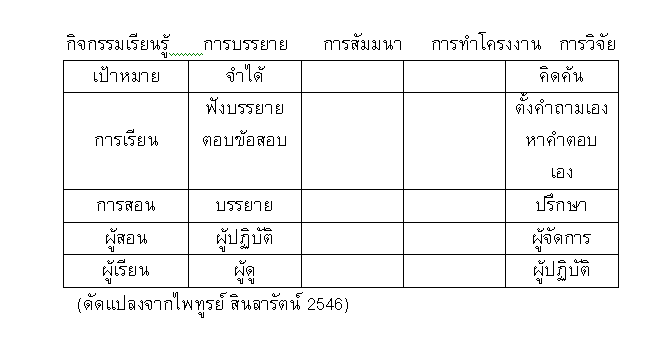 กิจกรรมเรียนรู้ การบรรยาย การสัมมนา การทำโครงงาน การวิจัย
เป้าหมาย จำได้ คิดค้น
ฟังบรรยาย ตั้งคำถามเอง
การเรียน ตอบข้อสอบ หาคำตอบ
เอง
การสอน บรรยาย ปรึกษา
ผู้สอน ผู้ปฏิบัติ ผู้จัดการ
ผู้เรียน ผู้ดู ผู้ปฏิบัติ
(ดัดแปลงจากไพฑูรย์ สินลารัตน์ 2546)